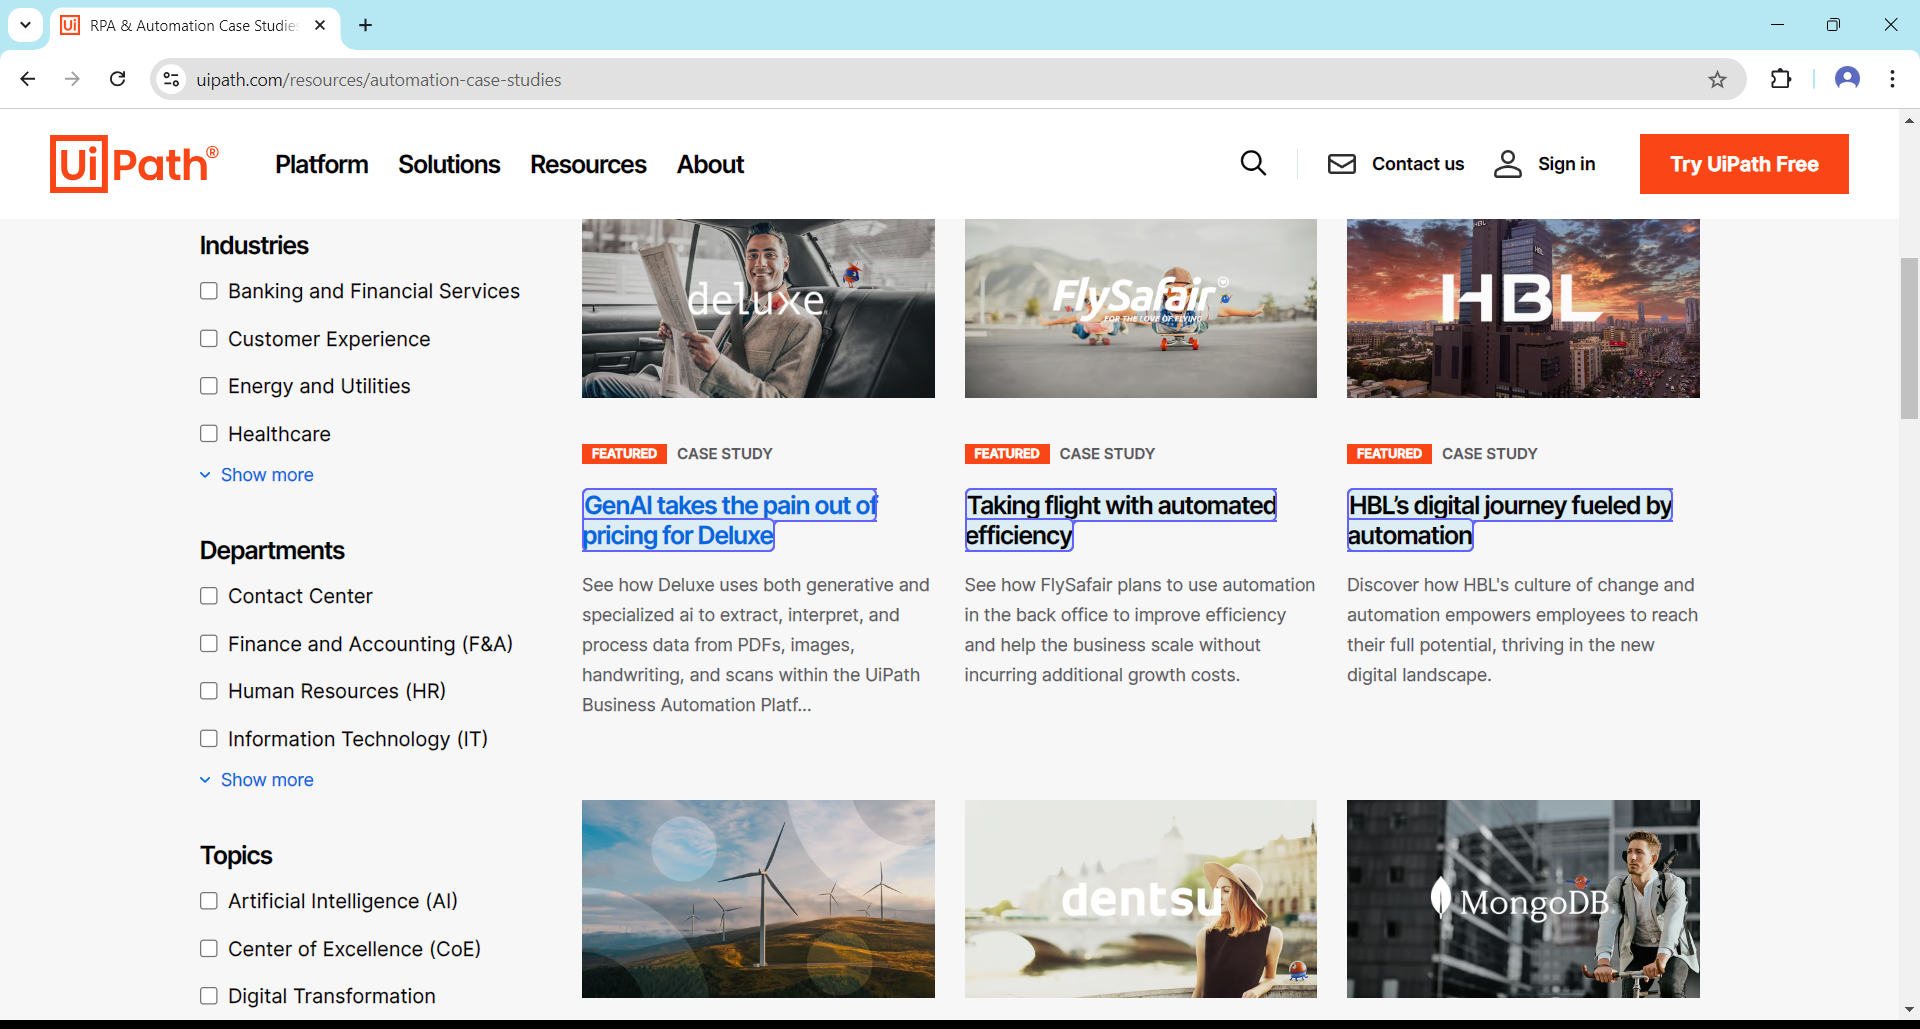 Ui
RPA & Automation Case Studies
uipath.com/resources/automation-case-studies
Ui Path®
Platform
Solutions
Resources
About
Contact us
Sign in
Try UiPath Free
Industries
Banking and Financial Services
Customer Experience
Energy and Utilities
Healthcare
Show more
Departments
Contact Center
Finance and Accounting (F&A)
Human Resources (HR)
Information Technology (IT)
Show more
Topics
Artificial Intelligence (AI)
Center of Excellence (CoE)
Digital Transformation
deluxe
FEATURED CASE STUDY
GenAI takes the pain out of
pricing for Deluxe
See how Deluxe uses both generative and
specialized ai to extract, interpret, and
process data from PDFs, images,
handwriting, and scans within the UiPath
Business Automation Platf...
FlySafair
FOR THE LOVE OF FLYING
FEATURED CASE STUDY
Taking flight with automated
efficiency
See how FlySafair plans to use automation
in the back office to improve efficiency
and help the business scale without
incurring additional growth costs.
HBL
FEATURED CASE STUDY
HBL’s digital journey fueled by
automation
Discover how HBL's culture of change and
automation empowers employees to reach
their full potential, thriving in the new
digital landscape.
dentsu
MongoDB.